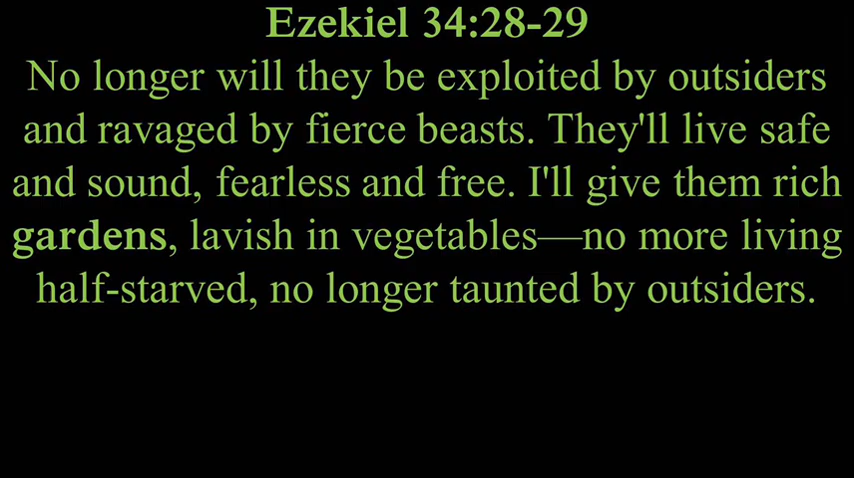 Ezekiel 34:28-29
No longer will they be exploited by outsiders
and ravaged by fierce beasts. They'll live safe
and sound, fearless and free. I'll give them rich
gardens, lavish in vegetables—no more living
half-starved, no longer taunted by outsiders.